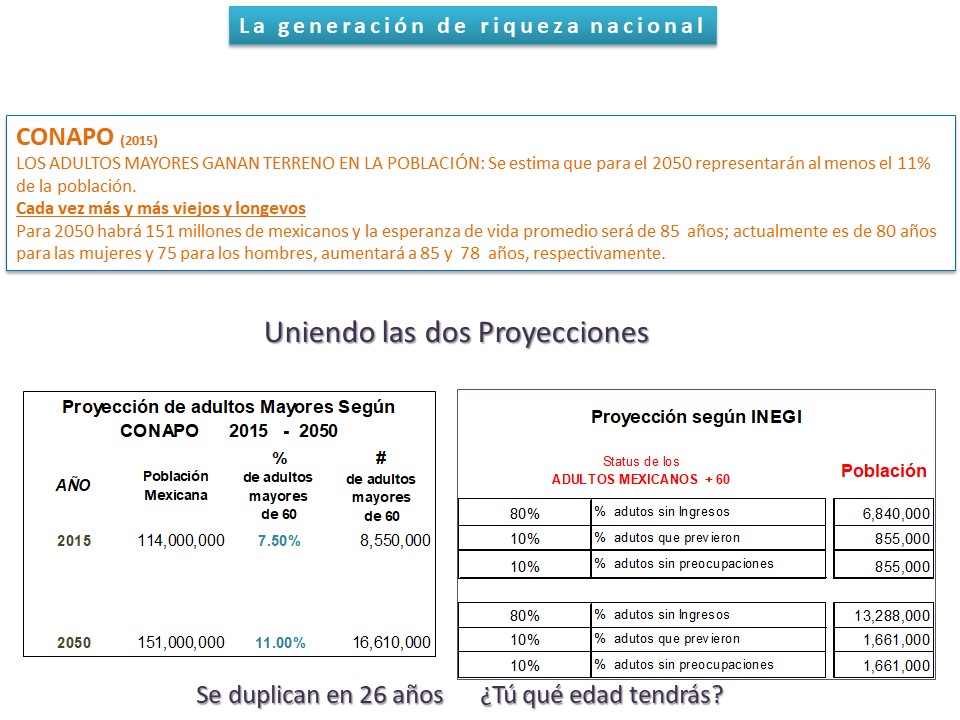 La generación de riqueza nacional
CONAPO (2015)
LOS ADULTOS MAYORES GANAN TERRENO EN LA POBLACIÓN: Se estima que para el 2050 representarán al menos el 11%
de la población.
Cada vez más y más viejos y longevos
Para 2050 habrá 151 millones de mexicanos y la esperanza de vida promedio será de 85 años; actualmente es de 80 años
para las mujeres y 75 para los hombres, aumentará a 85 y 78 años, respectivamente.
Uniendo las dos Proyecciones
Proyección de adultos Mayores Según
CONAPO 2015 - 2050
AÑO
Población
Mexicana
%
de adultos
mayores
de 60
#
de adultos
mayores
de 60
2015 114,000,000 7.50% 8,550,000
2050 151,000,000 11.00% 16,610,000
Proyección según INEGI
Status de los
ADULTOS MEXICANOS + 60
Población
80% % adutos sin Ingresos 6,840,000
10% % adutos que previeron 855,000
10% % adutos sin preocupaciones 855,000
80% % adutos sin Ingresos 13,288,000
10% % adutos que previeron 1,661,000
10% % adutos sin preocupaciones 1,661,000
Se duplican en 26 años ¿Tú qué edad tendrás?